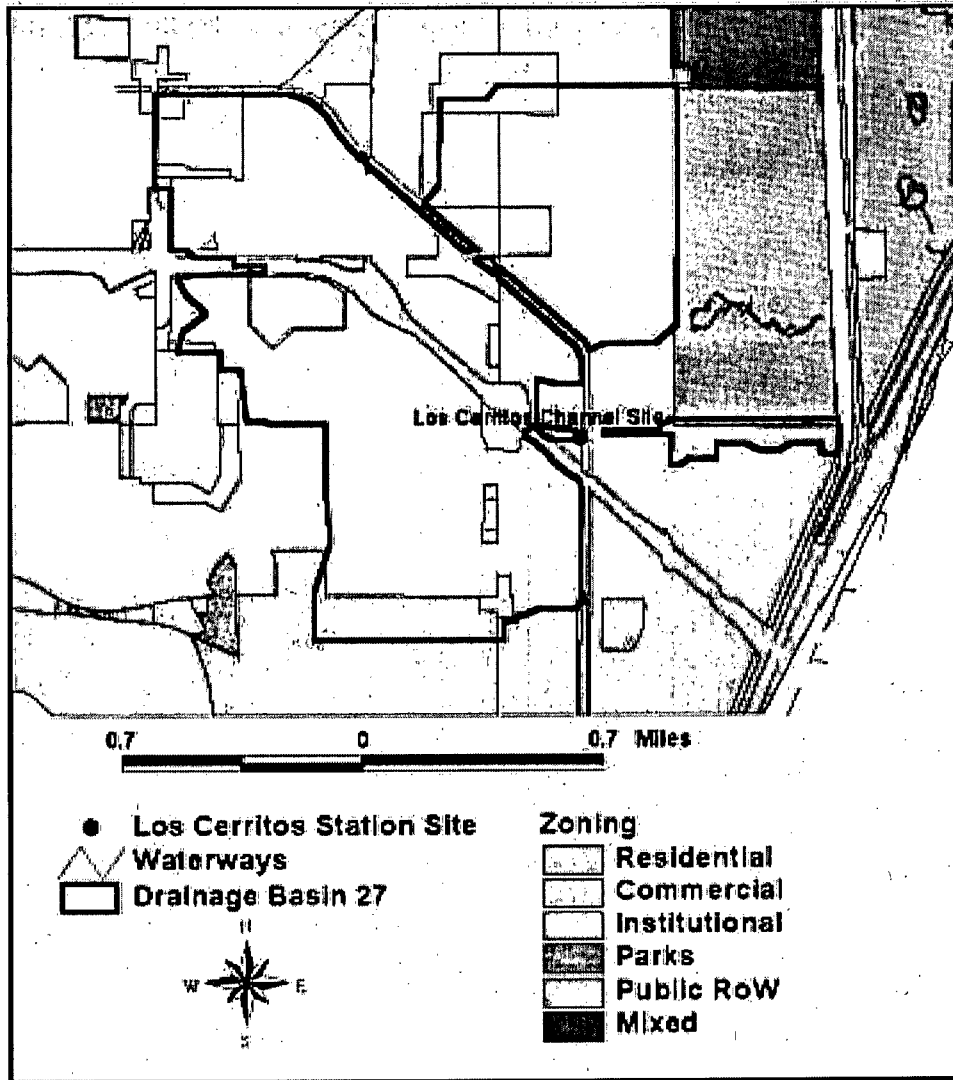 Los Cerritos Channel Site
0.7 0 0.7 Miles
Los Cerritos Station Site
Waterways
Drainage Basin 27
N
W E
S
Zoning
Residential
Commercial
Institutional
Parks
Public RoW
Mixed